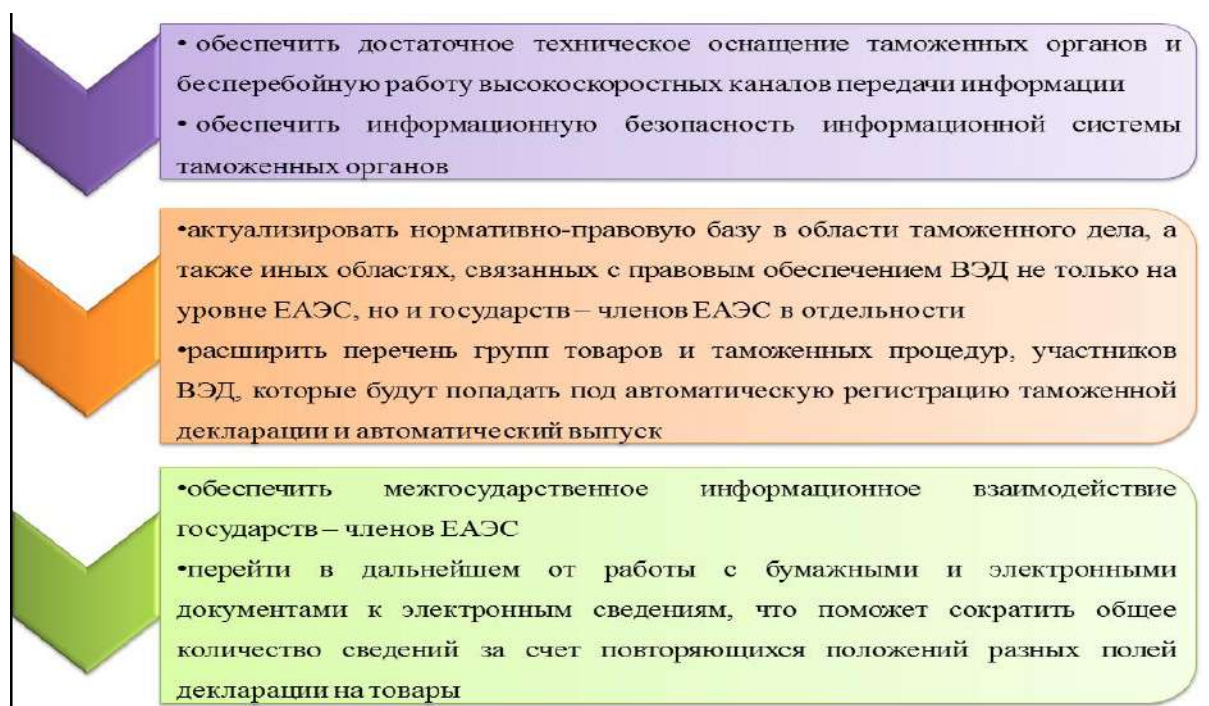 • обеспечить достаточное техническое оснащение таможенных органов и
бесперебойную работу высокоскоростных каналов передачи информации
• обеспечить информационную безопасность информационной системы
таможенных органов
•актуализировать нормативно-правовую базу в области таможенного дела, а
также иных областях, связанных с правовым обеспечением ВЭД не только на
уровне ЕАЭС, но и государств – членов ЕАЭС в отдельности
•расширить перечень групп товаров и таможенных процедур, участников
ВЭД, которые будут попадать под автоматическую регистрацию таможенной
декларации и автоматический выпуск
•обеспечить межгосударственное информационное взаимодействие
государств – членов ЕАЭС
•перейти в дальнейшем от работы с бумажными и электронными
документами к электронным сведениям, что поможет сократить общее
количество сведений за счет повторяющихся положений разных полей
декларации на товары